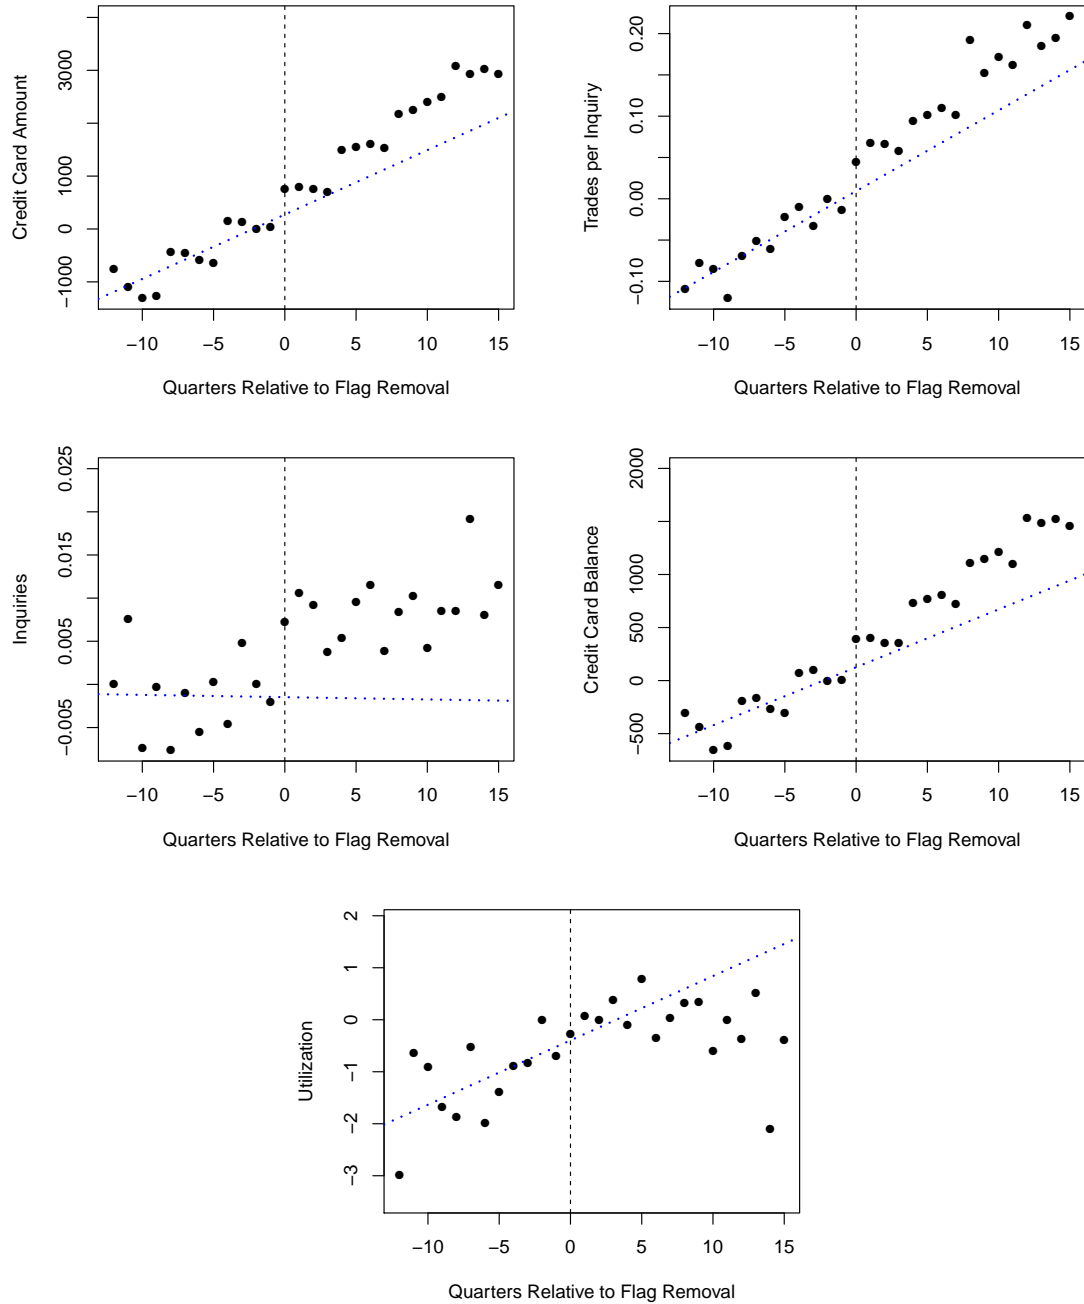 Credit Card Amount
3000
1000
0
−1000
−10 −5 0 5 10 15
Quarters Relative to Flag Removal
Trades per Inquiry
0.20
0.10
0.00
−0.10
−10 −5 0 5 10 15
Quarters Relative to Flag Removal
Inquiries
0.025
0.015
0.005
−0.005
−10 −5 0 5 10 15
Quarters Relative to Flag Removal
Credit Card Balance
2000
1000
500
0
−500
−10 −5 0 5 10 15
Quarters Relative to Flag Removal
Utilization
2
1
0
−1
−2
−3
−10 −5 0 5 10 15
Quarters Relative to Flag Removal